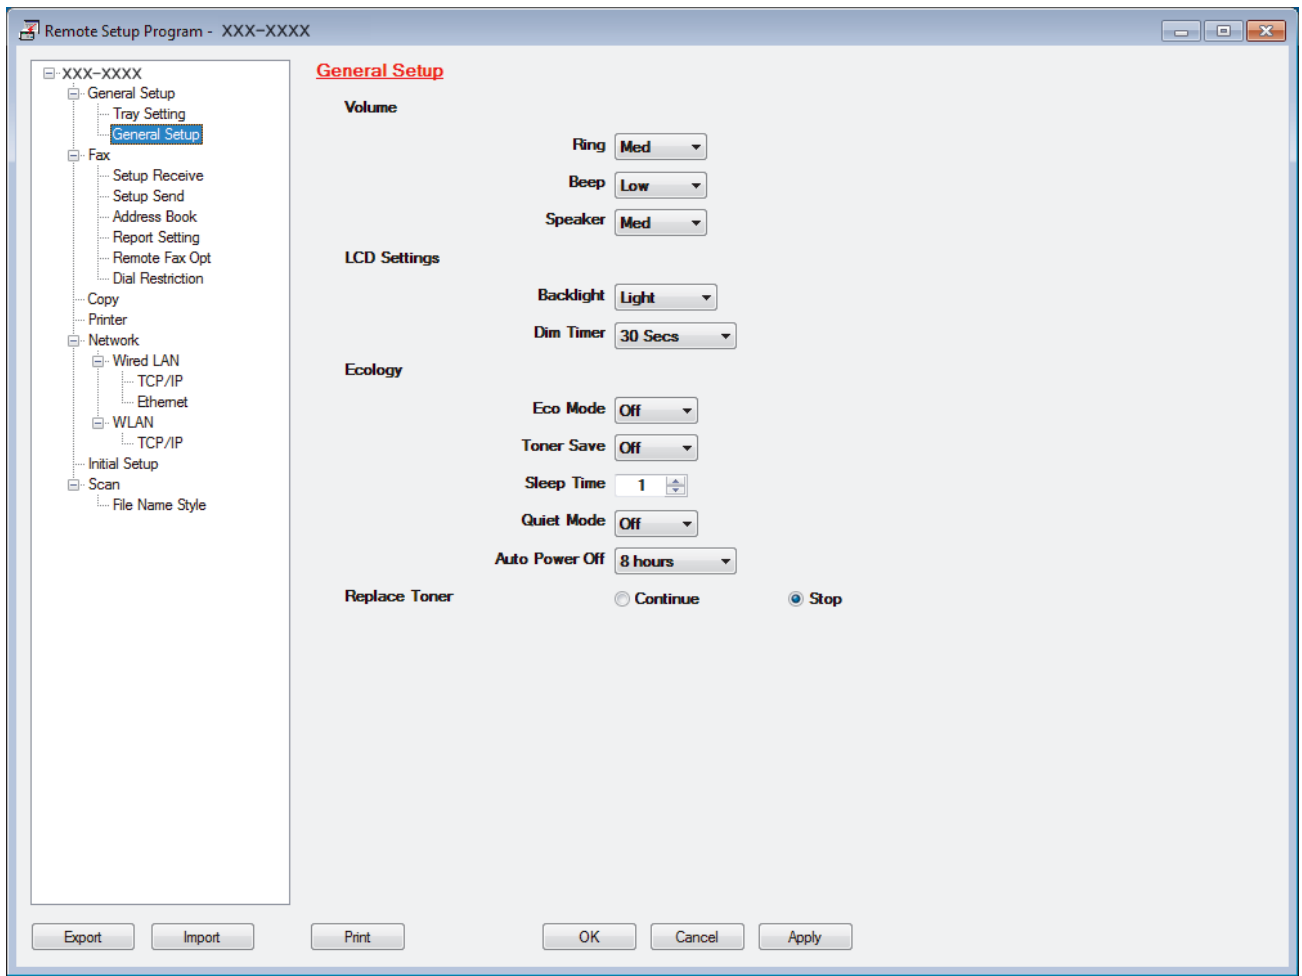 Remote Setup Program - XXX-XXXX
XXX-XXXX
General Setup
Tray Setting
General Setup
Fax
Setup Receive
Setup Send
Address Book
Report Setting
Remote Fax Opt
Dial Restriction
Copy
Printer
Network
Wired LAN
TCP/IP
Ethernet
WLAN
TCP/IP
Initial Setup
Scan
File Name Style
General Setup
Volume
Ring Med
Beep Low
Speaker Med
LCD Settings
Backlight Light
Dim Timer 30 Secs
Ecology
Eco Mode Off
Toner Save Off
Sleep Time 1
Quiet Mode Off
Auto Power Off 8 hours
Replace Toner Continue Stop
Export Import Print OK Cancel Apply